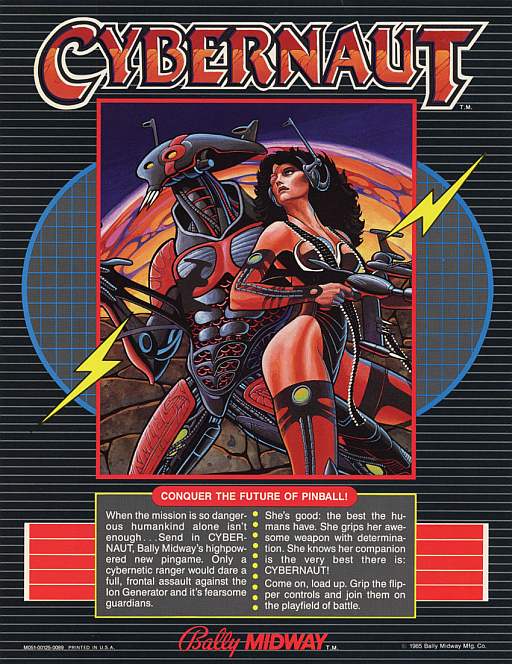 CYBERNAUT
T.M.
CONQUER THE FUTURE OF PINBALL!
When the mission is so danger-
ous humankind alone isn't
enough...Send in CYBER-
NAUT, Bally Midway's highpow-
ered new pingame. Only a
cybernetic ranger would dare a
full, frontal assault against the
Ion Generator and it's fearsome
guardians.
She's good: the best the hu-
mans have. She grips her awe-
some weapon with determina-
tion. She knows her companion
is the very best there is:
CYBERNAUT!
Come on, load up. Grip the flip-
per controls and join them on
the playfield of battle.
M051-00125-0089 PRINTED IN U.S.A.
Bally MIDWAY T.M.
© 1985 Bally Midway Mfg. Co.